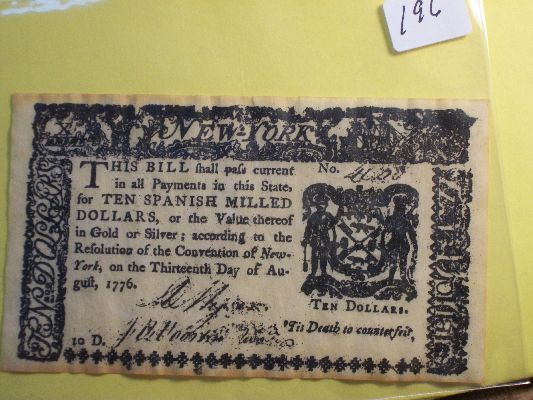 196
NEW-YORK
THIS BILL shall pass current
in all Payments in this State,
for TEN SPANISH MILLED
DOLLARS, or the Value thereof
in Gold or Silver; according to the
Resolution of the Convention of New-
York, on the Thirteenth Day of Au-
gust, 1776.
No.
TEN DOLLARS.
'Tis Death to counterfeit,
10 D.